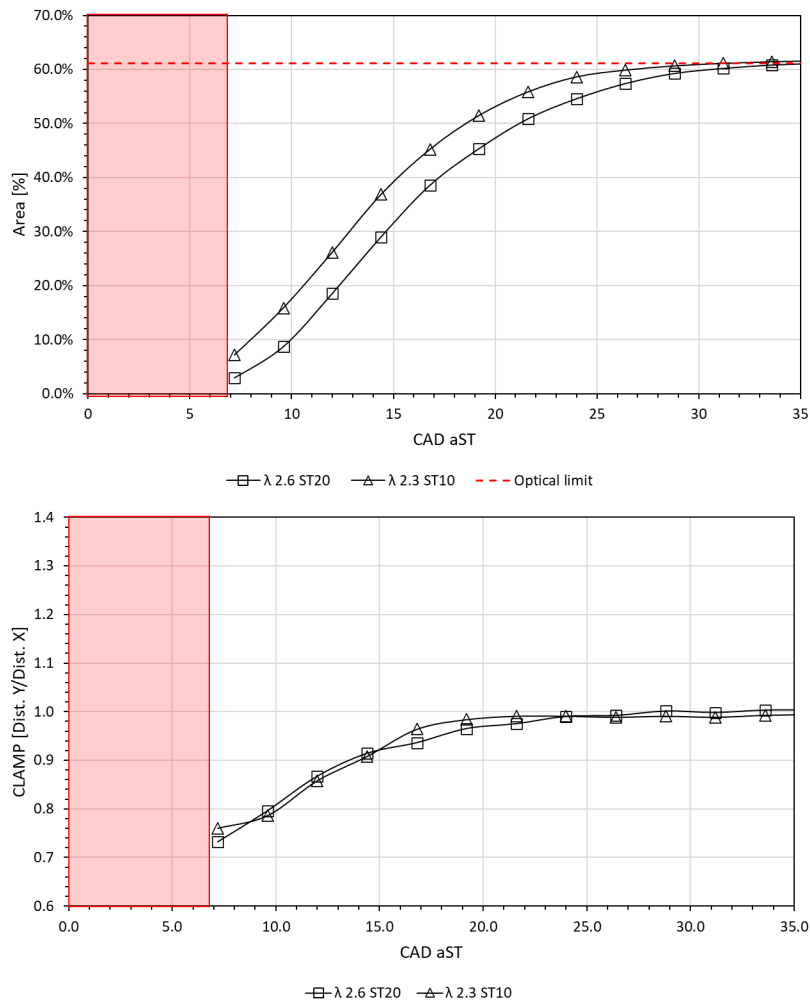 70.0%
60.0%
50.0%
40.0%
30.0%
20.0%
10.0%
0.0%
Area [%]
0 5 10 15 20 25 30 35
CAD aST
λ 2.6 ST20 λ 2.3 ST10 Optical limit
1.4
1.3
1.2
1.1
1.0
0.9
0.8
0.7
0.6
CLAMP [Dist. Y/Dist. X]
0.0 5.0 10.0 15.0 20.0 25.0 30.0 35.0
CAD aST
λ 2.6 ST20 λ 2.3 ST10